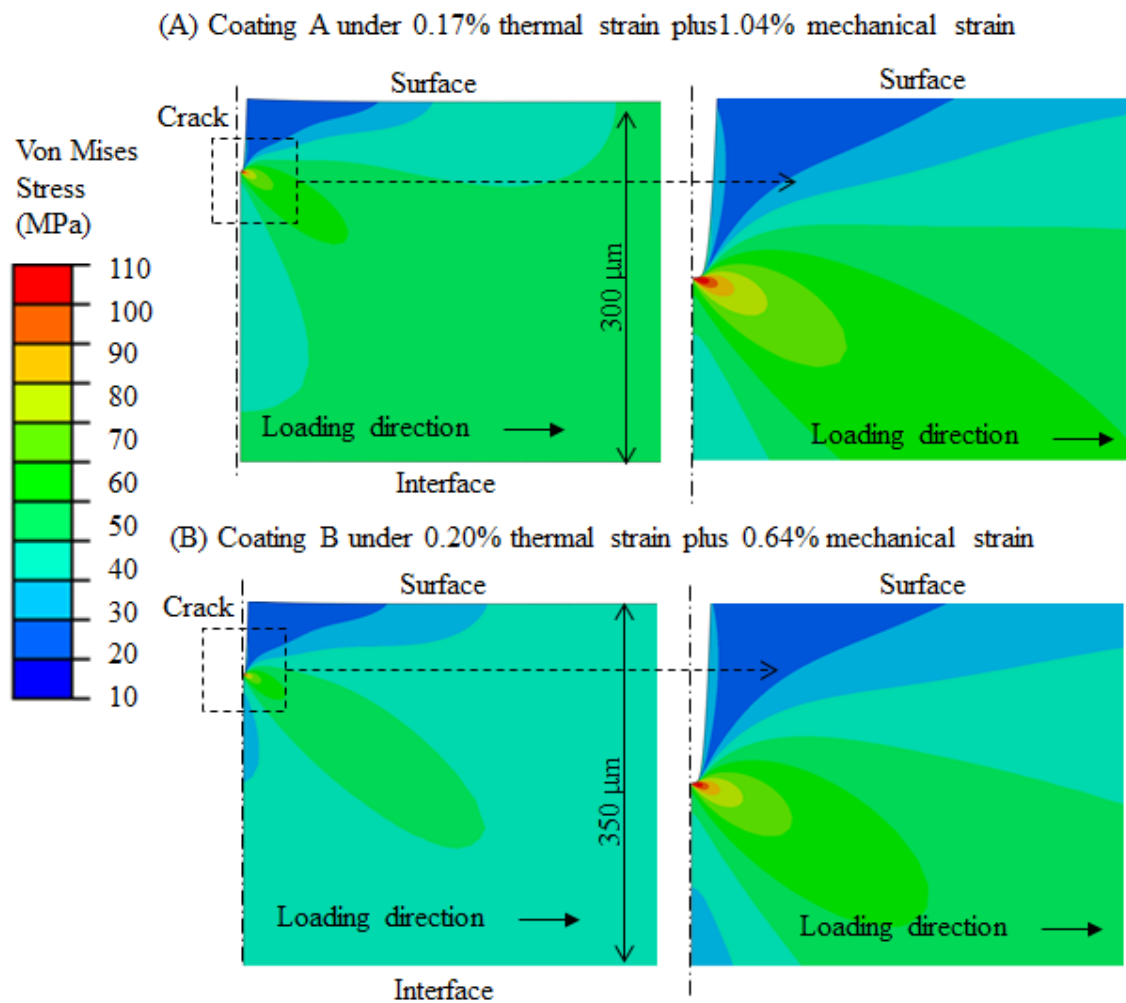 (A) Coating A under 0.17% thermal strain plus1.04% mechanical strain
Surface
Surface
Crack
Von Mises
Stress
(MPa)
110
100
90
80
70
60
50
40
30
20
10
300 µm
Loading direction
Loading direction
Interface
(B) Coating B under 0.20% thermal strain plus 0.64% mechanical strain
Surface
Surface
Crack
350 µm
Loading direction
Loading direction
Interface